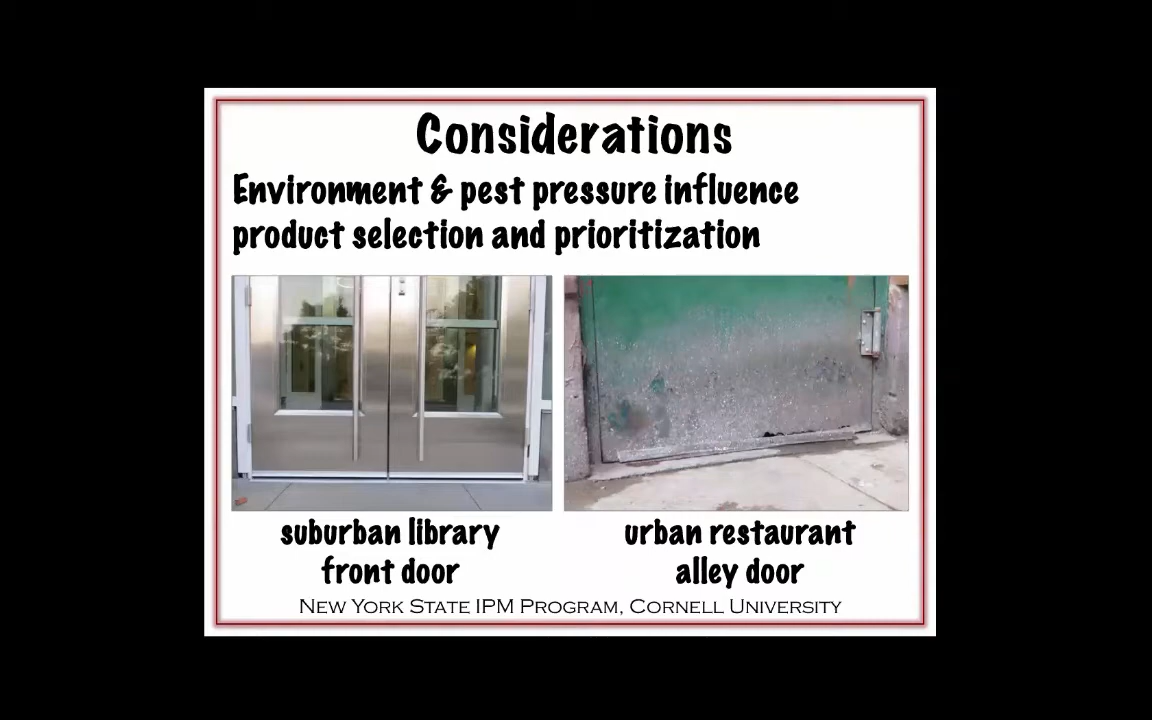 Considerations
Environment & pest pressure influence
product selection and prioritization
suburban library
front door
urban restaurant
alley door
New York State IPM Program, Cornell University